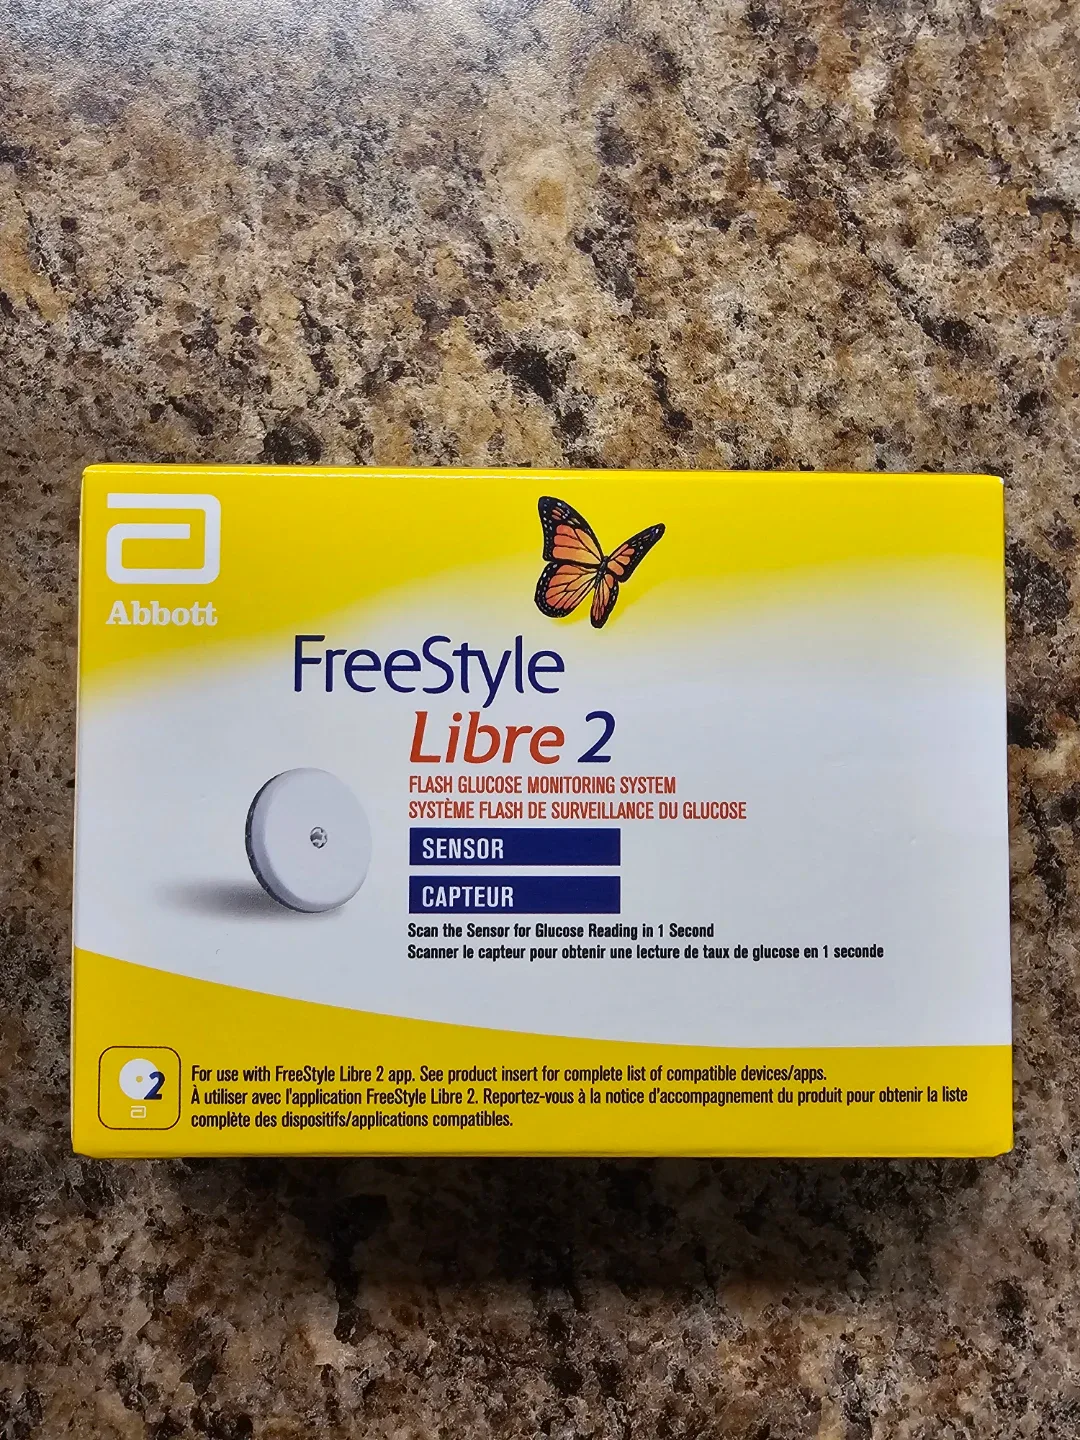 Abbott
FreeStyle
Libre 2
FLASH GLUCOSE MONITORING SYSTEM
SYSTÈME FLASH DE SURVEILLANCE DU GLUCOSE
SENSOR
CAPTEUR
Scan the Sensor for Glucose Reading in 1 Second
Scanner le capteur pour obtenir une lecture de taux de glucose en 1 seconde
2
For use with FreeStyle Libre 2 app. See product insert for complete list of compatible devices/apps.
À utiliser avec l'application FreeStyle Libre 2. Reportez-vous à la notice d'accompagnement du produit pour obtenir la liste
complète des dispositifs/applications compatibles.